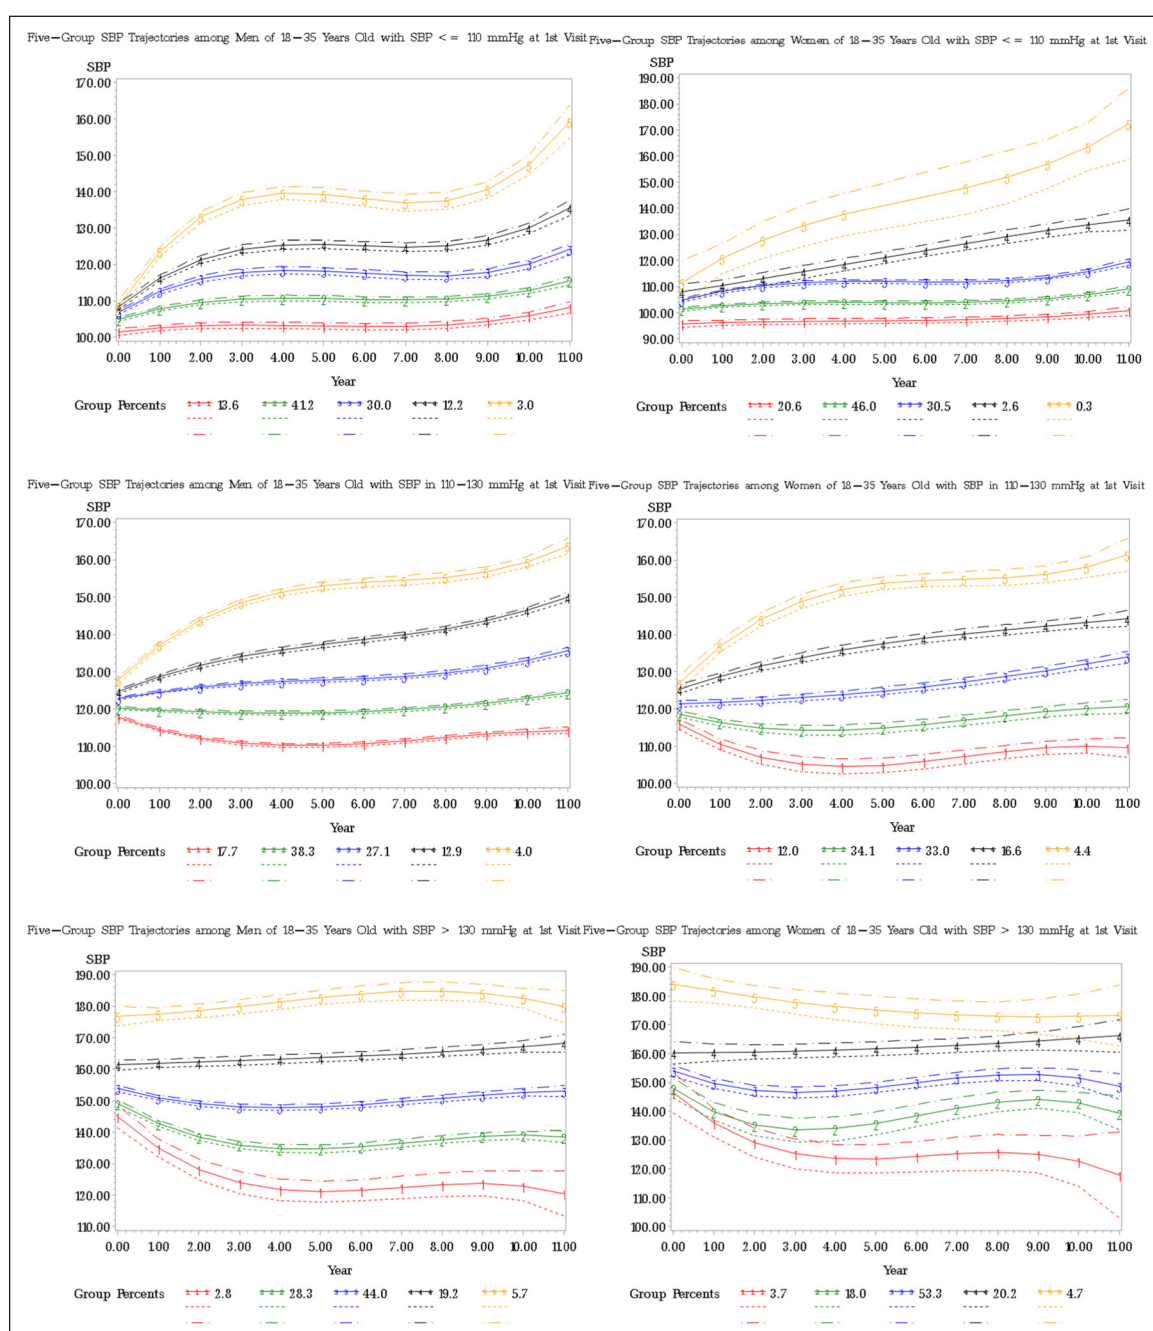 Five-Group SBP Trajectories among Men of 18-35 Years Old with SBP <= 110 mmHg at 1st Visit
SBP
170.00
160.00
150.00
140.00
130.00
120.00
110.00
100.00
0.00 1.00 2.00 3.00 4.00 5.00 6.00 7.00 8.00 9.00 10.00 11.00
Year
Group Percents 13.6 41.2 30.0 12.2 3.0
Five-Group SBP Trajectories among Women of 18-35 Years Old with SBP <= 110 mmHg at 1st Visit
SBP
190.00
180.00
170.00
160.00
150.00
140.00
130.00
120.00
110.00
100.00
90.00
0.00 1.00 2.00 3.00 4.00 5.00 6.00 7.00 8.00 9.00 10.00 11.00
Year
Group Percents 20.6 46.0 30.5 2.6 0.3
Five-Group SBP Trajectories among Men of 18-35 Years Old with SBP in 110-130 mmHg at 1st Visit
SBP
170.00
160.00
150.00
140.00
130.00
120.00
110.00
100.00
0.00 1.00 2.00 3.00 4.00 5.00 6.00 7.00 8.00 9.00 10.00 11.00
Year
Group Percents 17.7 38.3 27.1 12.9 4.0
Five-Group SBP Trajectories among Women of 18-35 Years Old with SBP in 110-130 mmHg at 1st Visit
SBP
170.00
160.00
150.00
140.00
130.00
120.00
110.00
100.00
0.00 1.00 2.00 3.00 4.00 5.00 6.00 7.00 8.00 9.00 10.00 11.00
Year
Group Percents 12.0 34.1 33.0 16.6 4.4
Five-Group SBP Trajectories among Men of 18-35 Years Old with SBP > 130 mmHg at 1st Visit
SBP
190.00
180.00
170.00
160.00
150.00
140.00
130.00
120.00
110.00
0.00 1.00 2.00 3.00 4.00 5.00 6.00 7.00 8.00 9.00 10.00 11.00
Year
Group Percents 2.8 28.3 44.0 19.2 5.7
Five-Group SBP Trajectories among Women of 18-35 Years Old with SBP > 130 mmHg at 1st Visit
SBP
190.00
180.00
170.00
160.00
150.00
140.00
130.00
120.00
110.00
100.00
0.00 1.00 2.00 3.00 4.00 5.00 6.00 7.00 8.00 9.00 10.00 11.00
Year
Group Percents 3.7 18.0 53.3 20.2 4.7